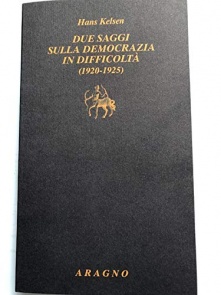 Hans Kelsen
DUE SAGGI
SULLA DEMOCRAZIA
IN DIFFICOLTÀ
(1920-1925)
ARAGNO